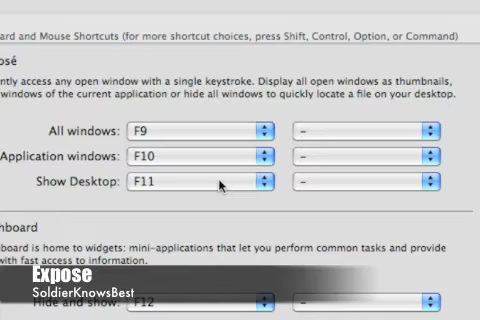 ard and Mouse Shortcuts (for more shortcut choices, press Shift, Control, Option, or Command)
osé
ntly access any open window with a single keystroke. Display all open windows as thumbnails,
windows of the current application or hide all windows to quickly locate a file on your desktop.
All windows: F9 –
Application windows: F10 –
Show Desktop: F11 –
hboard
board is home to widgets: mini-applications that let you perform common tasks and provide
with fast access to information.
Expose
SoldierKnowsBest
Hide and show: F12 –